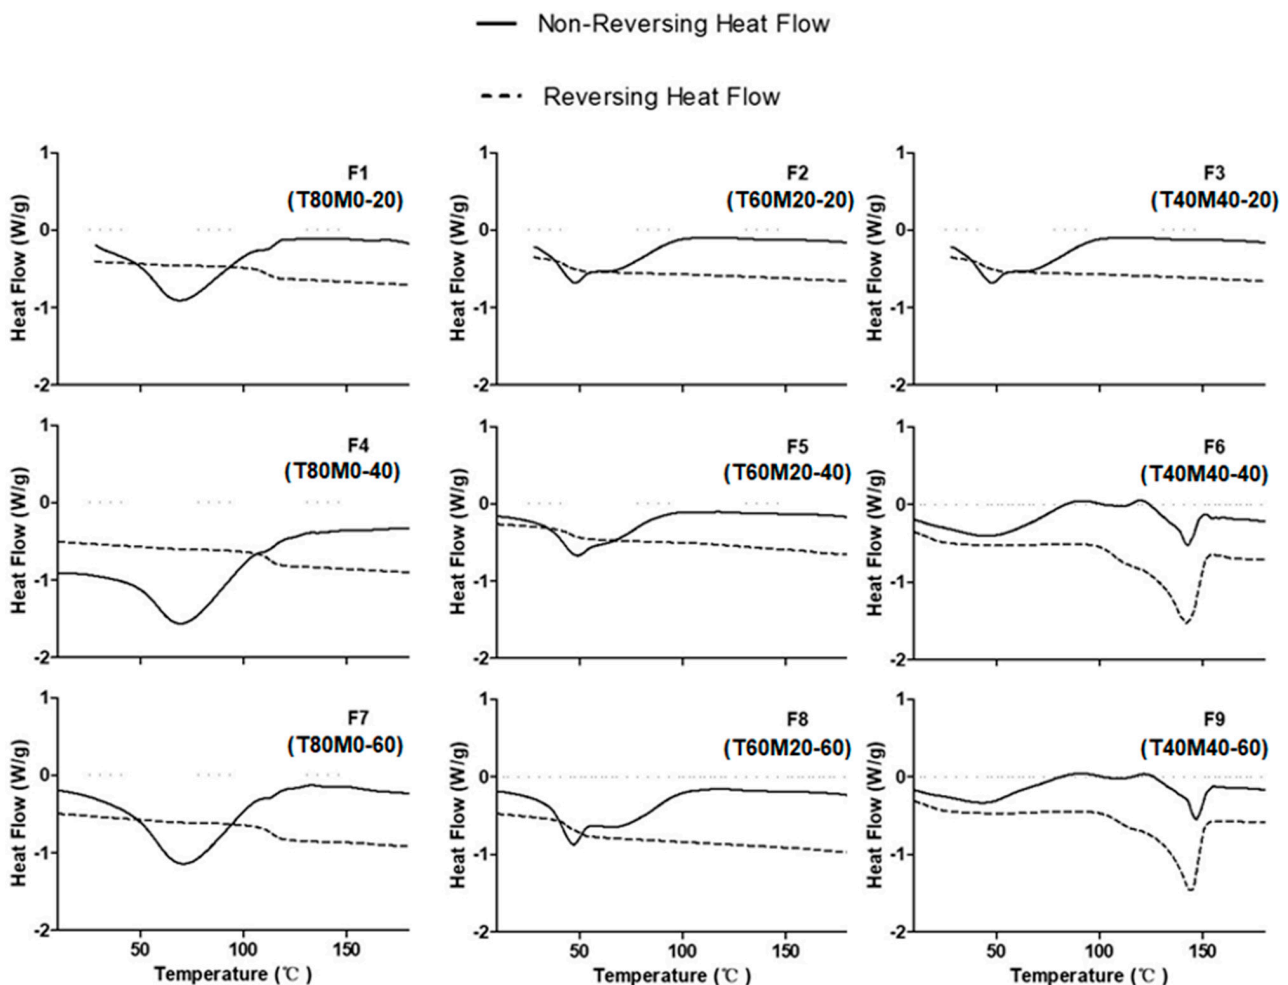 Non-Reversing Heat Flow
Reversing Heat Flow
Heat Flow (W/g)
1
0
-1
-2
F1
(T80M0-20)
Heat Flow (W/g)
1
0
-1
-2
F2
(T60M20-20)
Heat Flow (W/g)
1
0
-1
-2
F3
(T40M40-20)
Heat Flow (W/g)
1
0
-1
-2
F4
(T80M0-40)
Heat Flow (W/g)
1
0
-1
-2
F5
(T60M20-40)
Heat Flow (W/g)
1
0
-1
-2
F6
(T40M40-40)
Heat Flow (W/g)
1
0
-1
-2
F7
(T80M0-60)
50 100 150
Temperature (℃ )
Heat Flow (W/g)
1
0
-1
-2
F8
(T60M20-60)
50 100 150
Temperature (℃ )
Heat Flow (W/g)
1
0
-1
-2
F9
(T40M40-60)
50 100 150
Temperature (℃ )